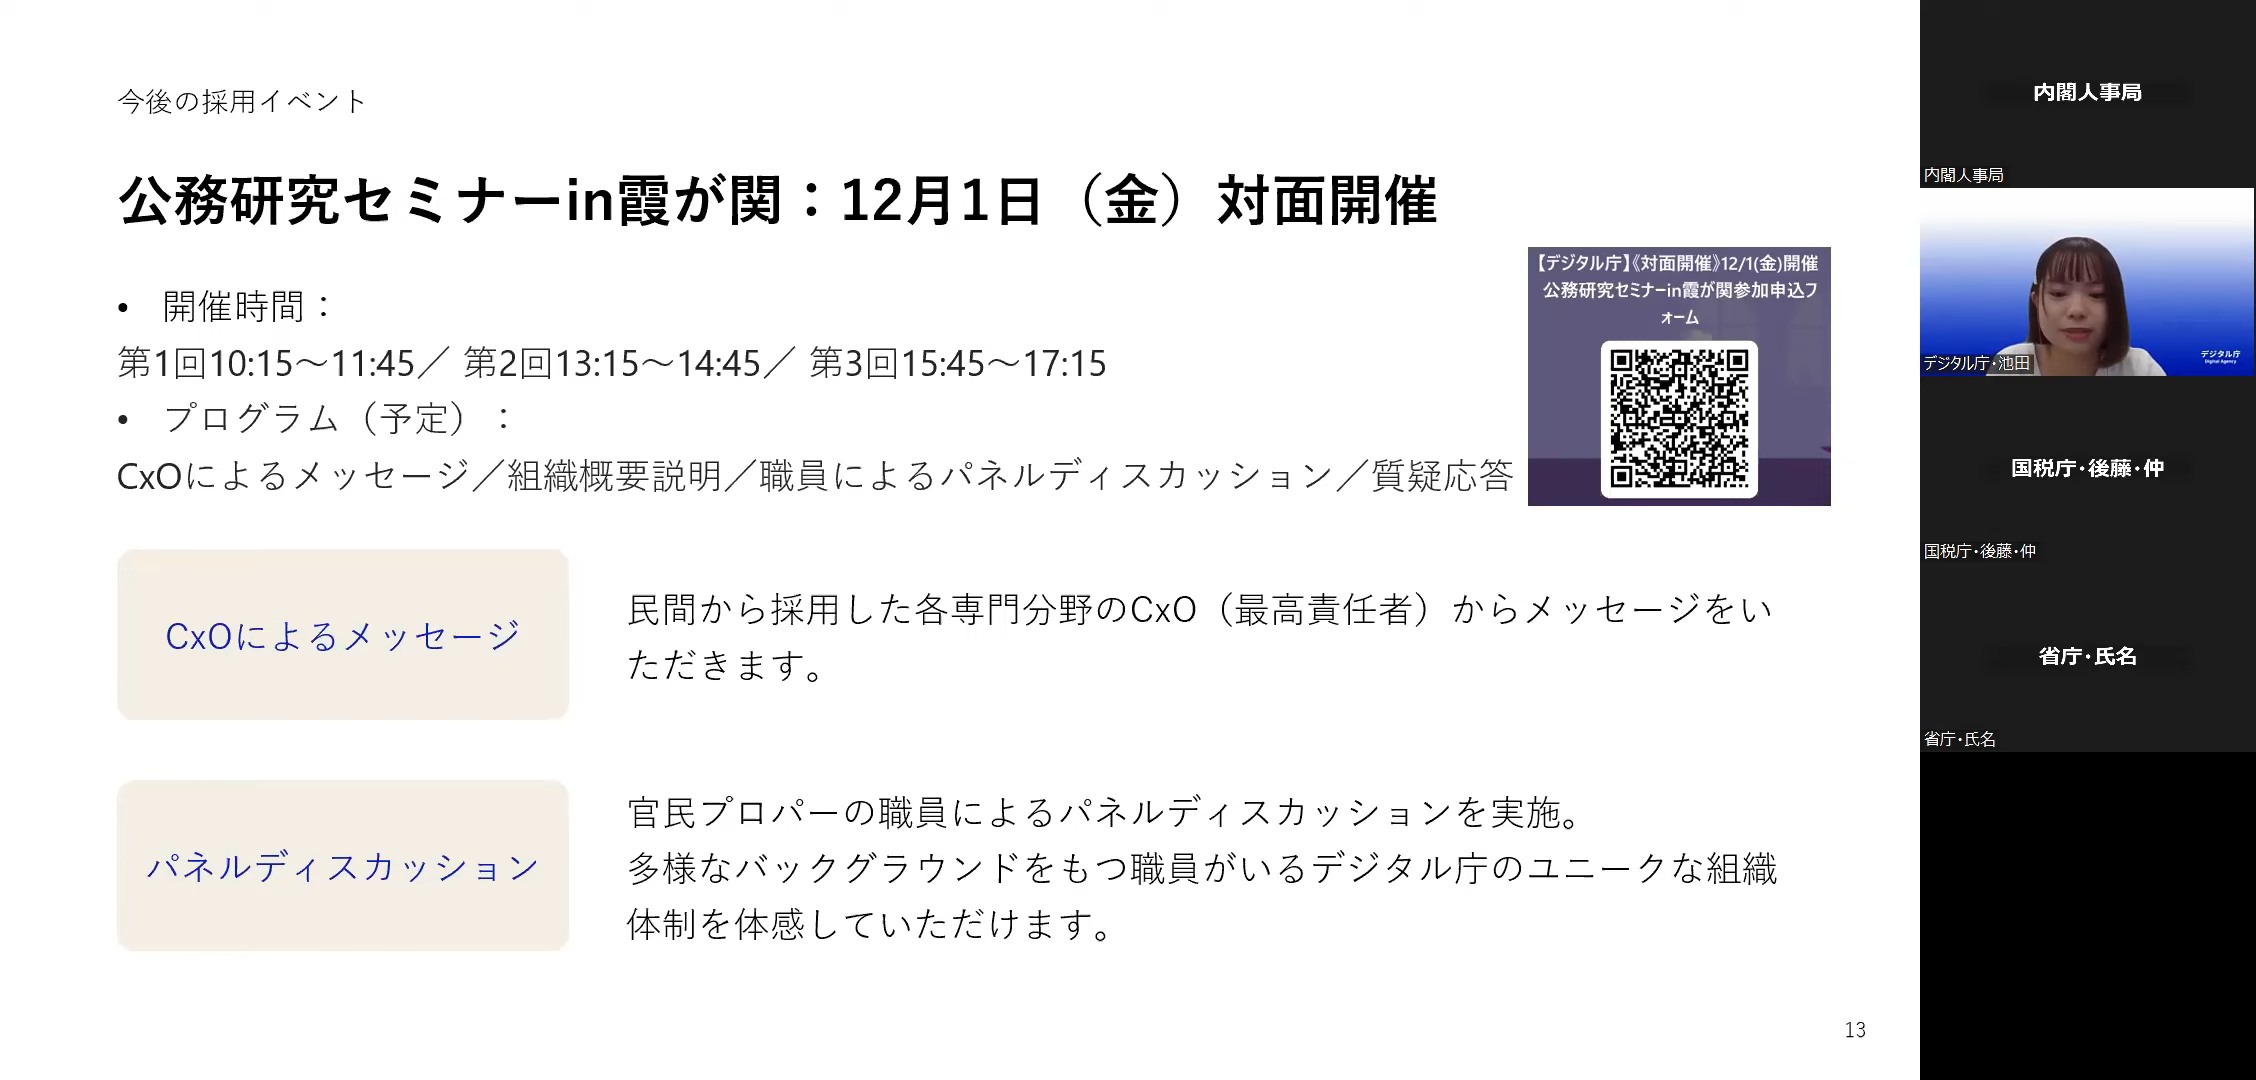 今後の採用イベント
公務研究セミナーin霞が関：12月1日（金）対面開催
• 開催時間：
第1回10:15～11:45／ 第2回13:15～14:45／ 第3回15:45～17:15
• プログラム（予定）：
CxOによるメッセージ／組織概要説明／職員によるパネルディスカッション／質疑応答
【デジタル庁】《対面開催》12/1(金)開催
公務研究セミナーin霞が関参加申込フ
ォーム
CxOによるメッセージ
民間から採用した各専門分野のCxO（最高責任者）からメッセージをい
ただきます。
パネルディスカッション
官民プロパーの職員によるパネルディスカッションを実施。
多様なバックグラウンドをもつ職員がいるデジタル庁のユニークな組織
体制を体感していただけます。
13
内閣人事局
内閣人事局
デジタル庁
Digital Agency
デジタル庁・池田
国税庁・後藤・仲
国税庁・後藤・仲
省庁・氏名
省庁・氏名